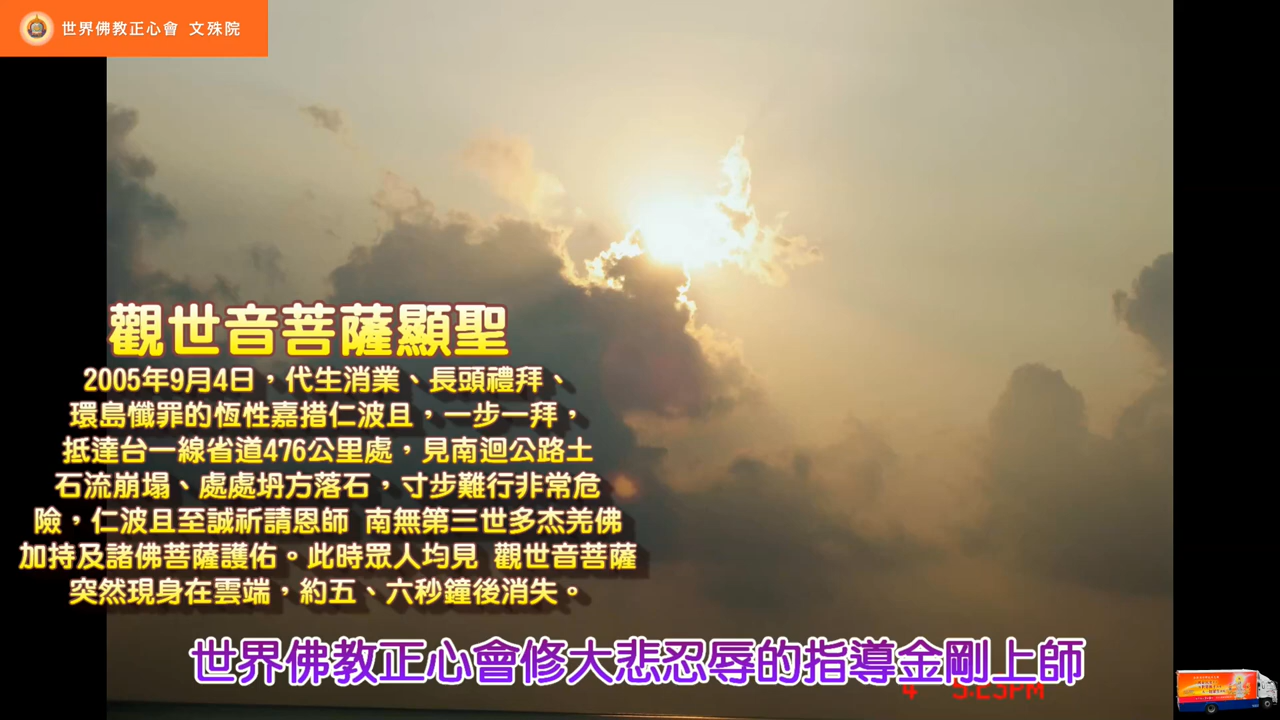 世界佛教正心會 文殊院
觀世音菩薩顯聖
2005年9月4日，代生消業、長頭禮拜、
環島懺罪的恆性嘉措仁波且，一步一拜，
抵達台一線省道476公里處，見南迴公路土
石流崩塌、處處坍方落石，寸步難行非常危
險，仁波且至誠祈請恩師 南無第三世多杰羌佛
加持及諸佛菩薩護佑。此時眾人均見 觀世音菩薩
突然現身在雲端，約五、六秒鐘後消失。
世界佛教正心會修大悲忍辱的指導金剛上師
4 5:23PM